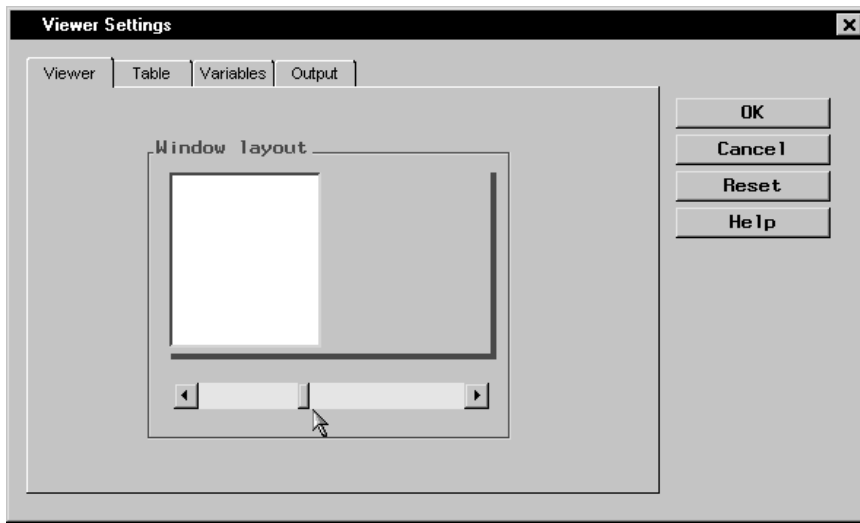 Viewer Settings
Viewer Table Variables Output
Window layout
OK
Cancel
Reset
Help